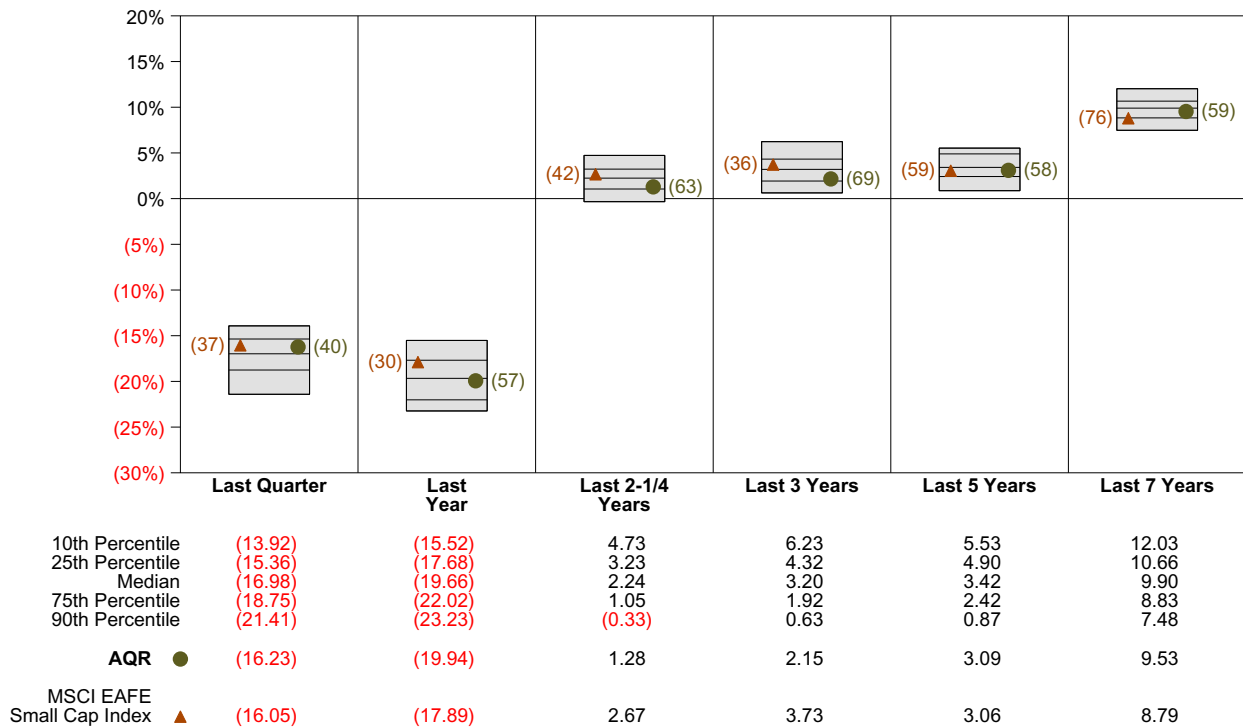 20%
15%
10%
5%
0%
(5%)
(10%)
(15%)
(20%)
(25%)
(30%)
(37) (40) (30) (57) (42) (63) (36) (69) (59) (58) (76) (59)
Last Quarter Last Year Last 2-1/4 Years Last 3 Years Last 5 Years Last 7 Years
10th Percentile (13.92) (15.52) 4.73 6.23 5.53 12.03
25th Percentile (15.36) (17.68) 3.23 4.32 4.90 10.66
Median (16.98) (19.66) 2.24 3.20 3.42 9.90
75th Percentile (18.75) (22.02) 1.05 1.92 2.42 8.83
90th Percentile (21.41) (23.23) (0.33) 0.63 0.87 7.48
AQR (16.23) (19.94) 1.28 2.15 3.09 9.53
MSCI EAFE
Small Cap Index (16.05) (17.89) 2.67 3.73 3.06 8.79